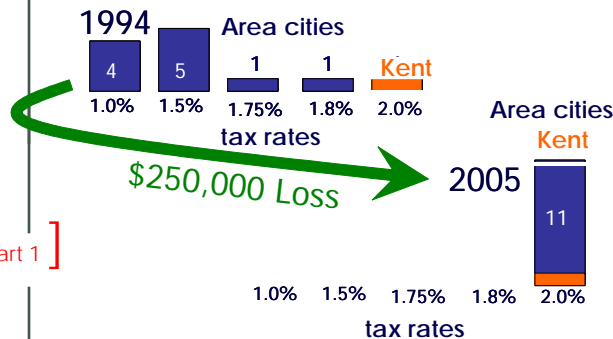 1994
Area cities
4
5
1
1
Kent
1.0%
1.5%
1.75%
1.8%
2.0%
tax rates
$250,000 Loss
Area cities
Kent
2005
11
art 1 ]
1.0%
1.5%
1.75%
1.8%
2.0%
tax rates